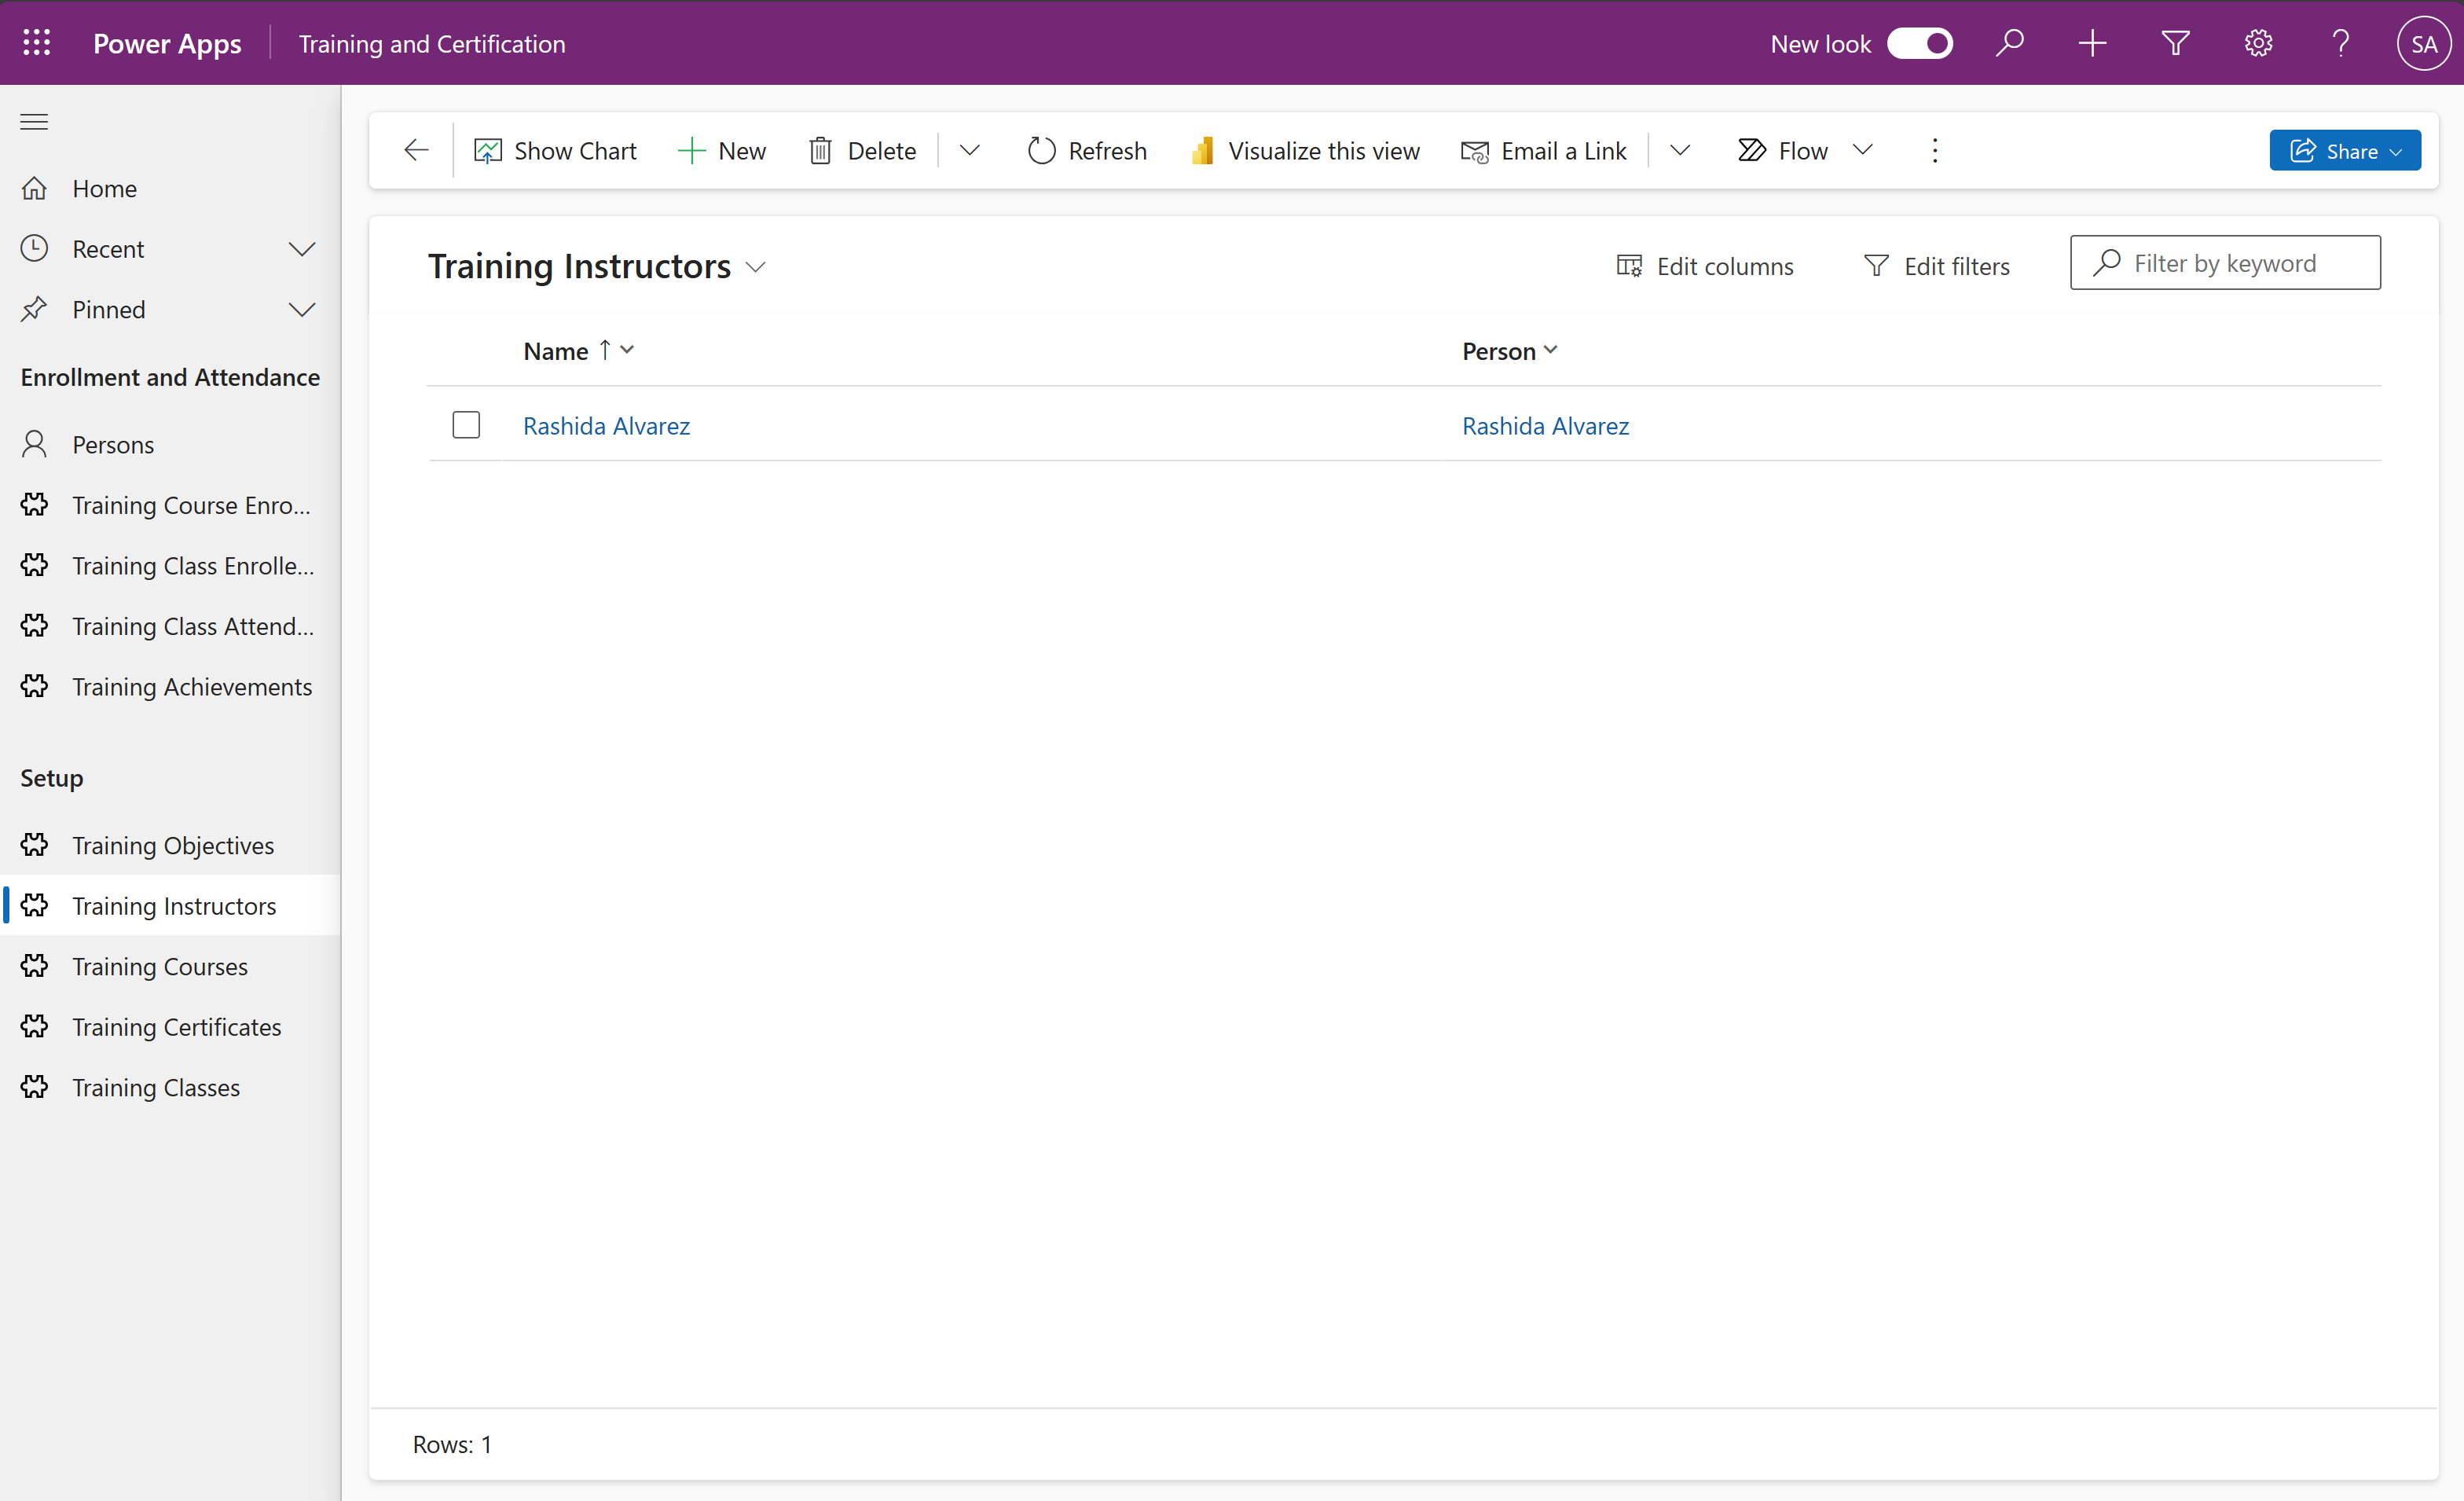 Power Apps
Training and Certification
New look
SA
Show Chart
New
Delete
Refresh
Visualize this view
Email a Link
Flow
Share
Home
Recent
Pinned
Enrollment and Attendance
Persons
Training Course Enro...
Training Class Enrolle...
Training Class Attend...
Training Achievements
Setup
Training Objectives
Training Instructors
Training Courses
Training Certificates
Training Classes
Training Instructors
Edit columns
Edit filters
Filter by keyword
Name
Person
Rashida Alvarez
Rashida Alvarez
Rows: 1